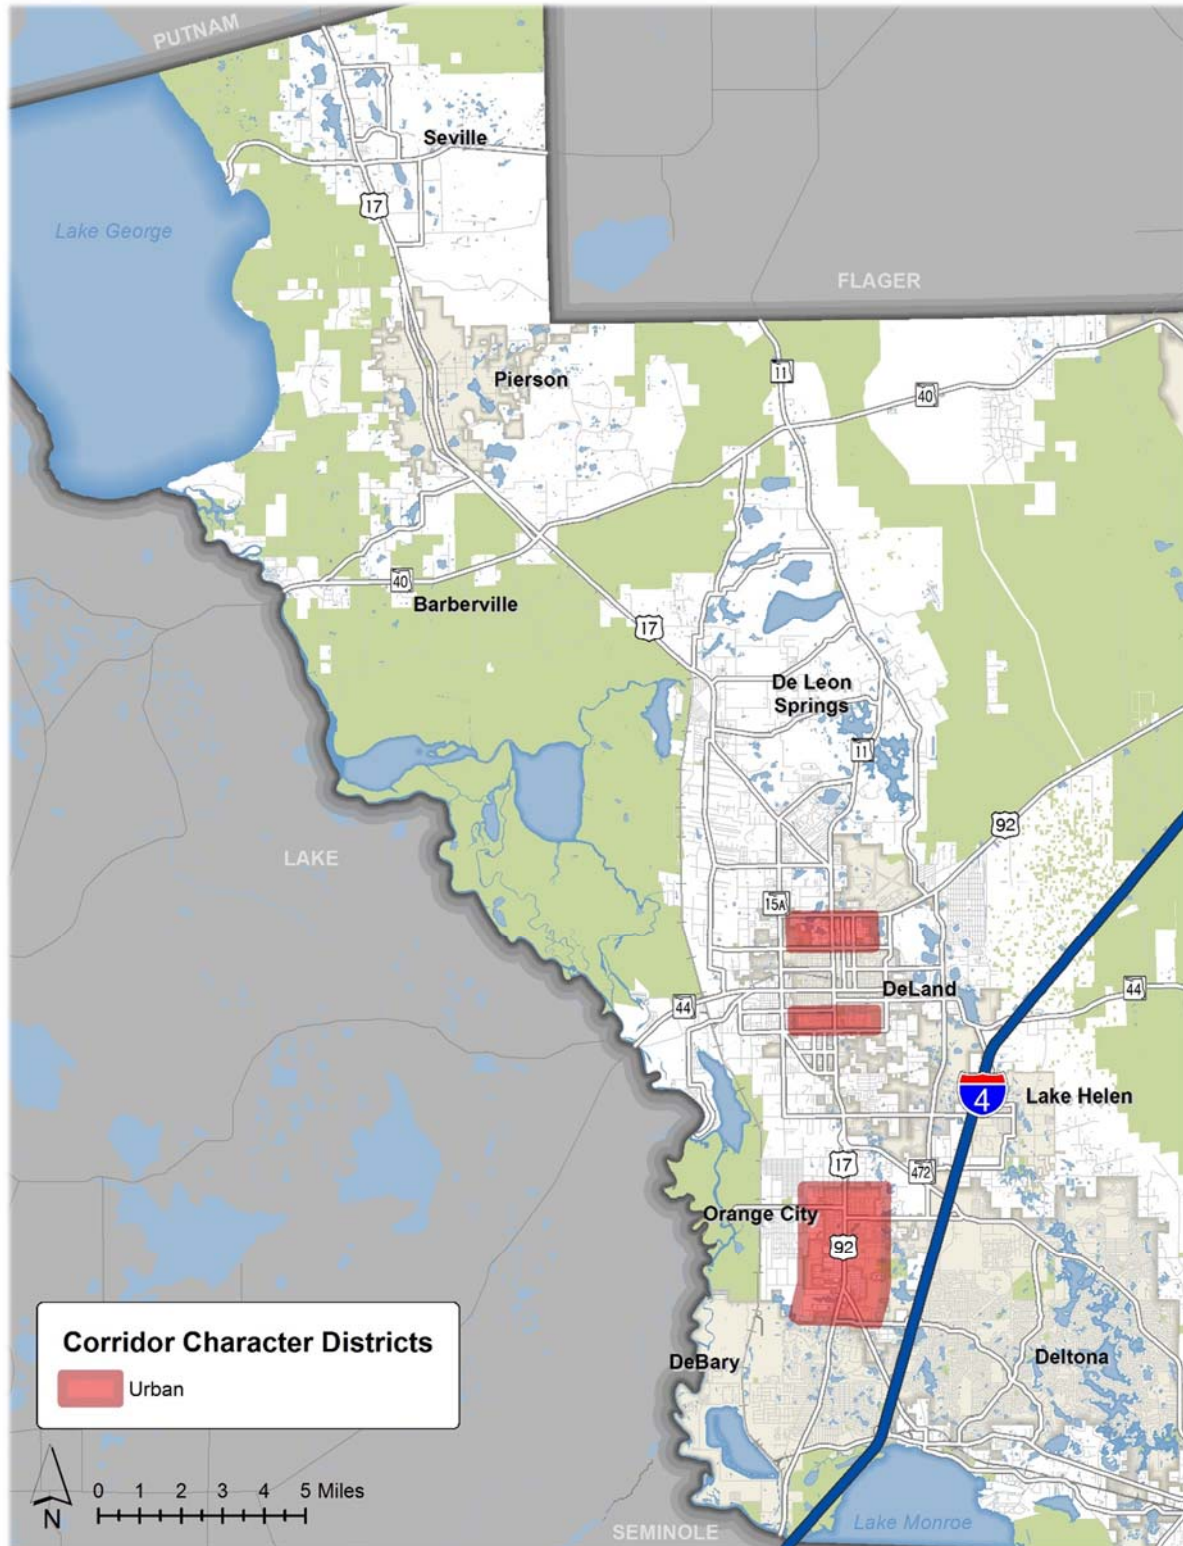 PUTNAM
Seville
17
Lake George
FLAGER
Pierson
11
40
40
Barberville
17
De Leon
Springs
11
92
LAKE
15A
DeLand
44
44
4
Lake Helen
17
472
Orange City
92
DeBary
Deltona
Corridor Character Districts
Urban
0 1 2 3 4 5 Miles
N
SEMINOLE
Lake Monroe